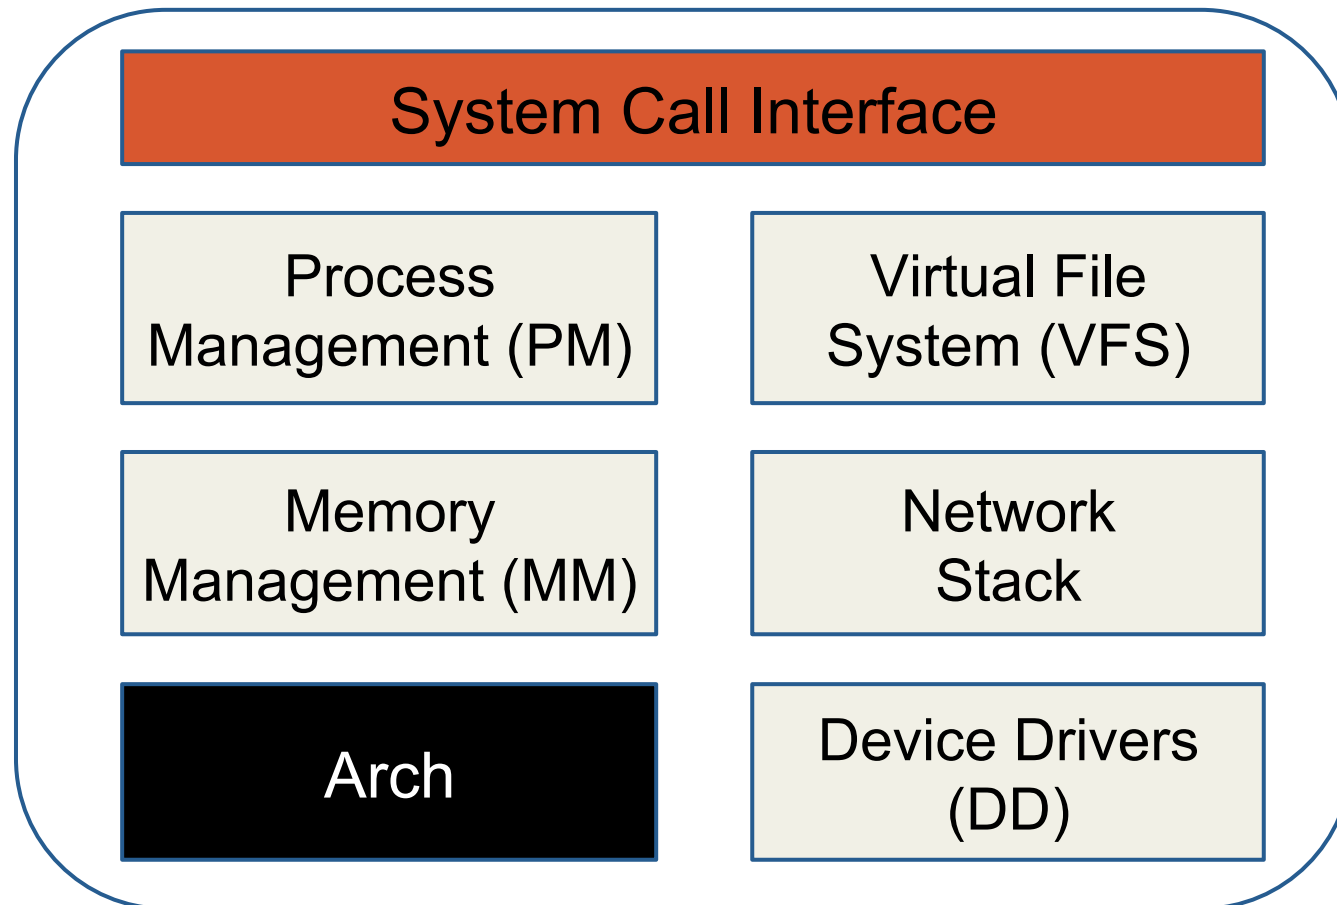 System Call Interface
Process
Management (PM)
Virtual File
System (VFS)
Memory
Management (MM)
Network
Stack
Arch
Device Drivers
(DD)